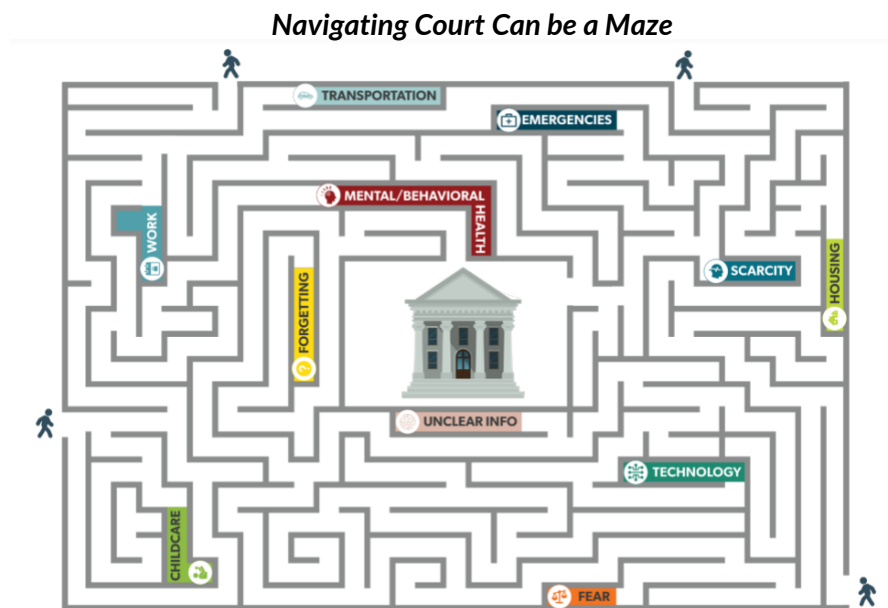 Navigating Court Can be a Maze
TRANSPORTATION
EMERGENCIES
MENTAL/BEHAVIORAL
HEALTH
WORK
SCARCITY
HOUSING
FORGETTING
?
UNCLEAR INFO
TECHNOLOGY
CHILDCARE
FEAR